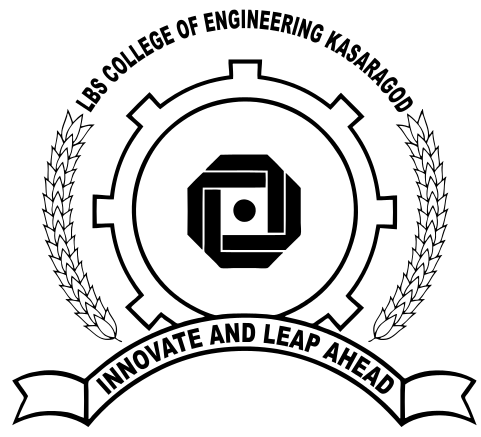 LBS COLLEGE OF ENGINEERING KASARAGOD
INNOVATE AND LEAP AHEAD